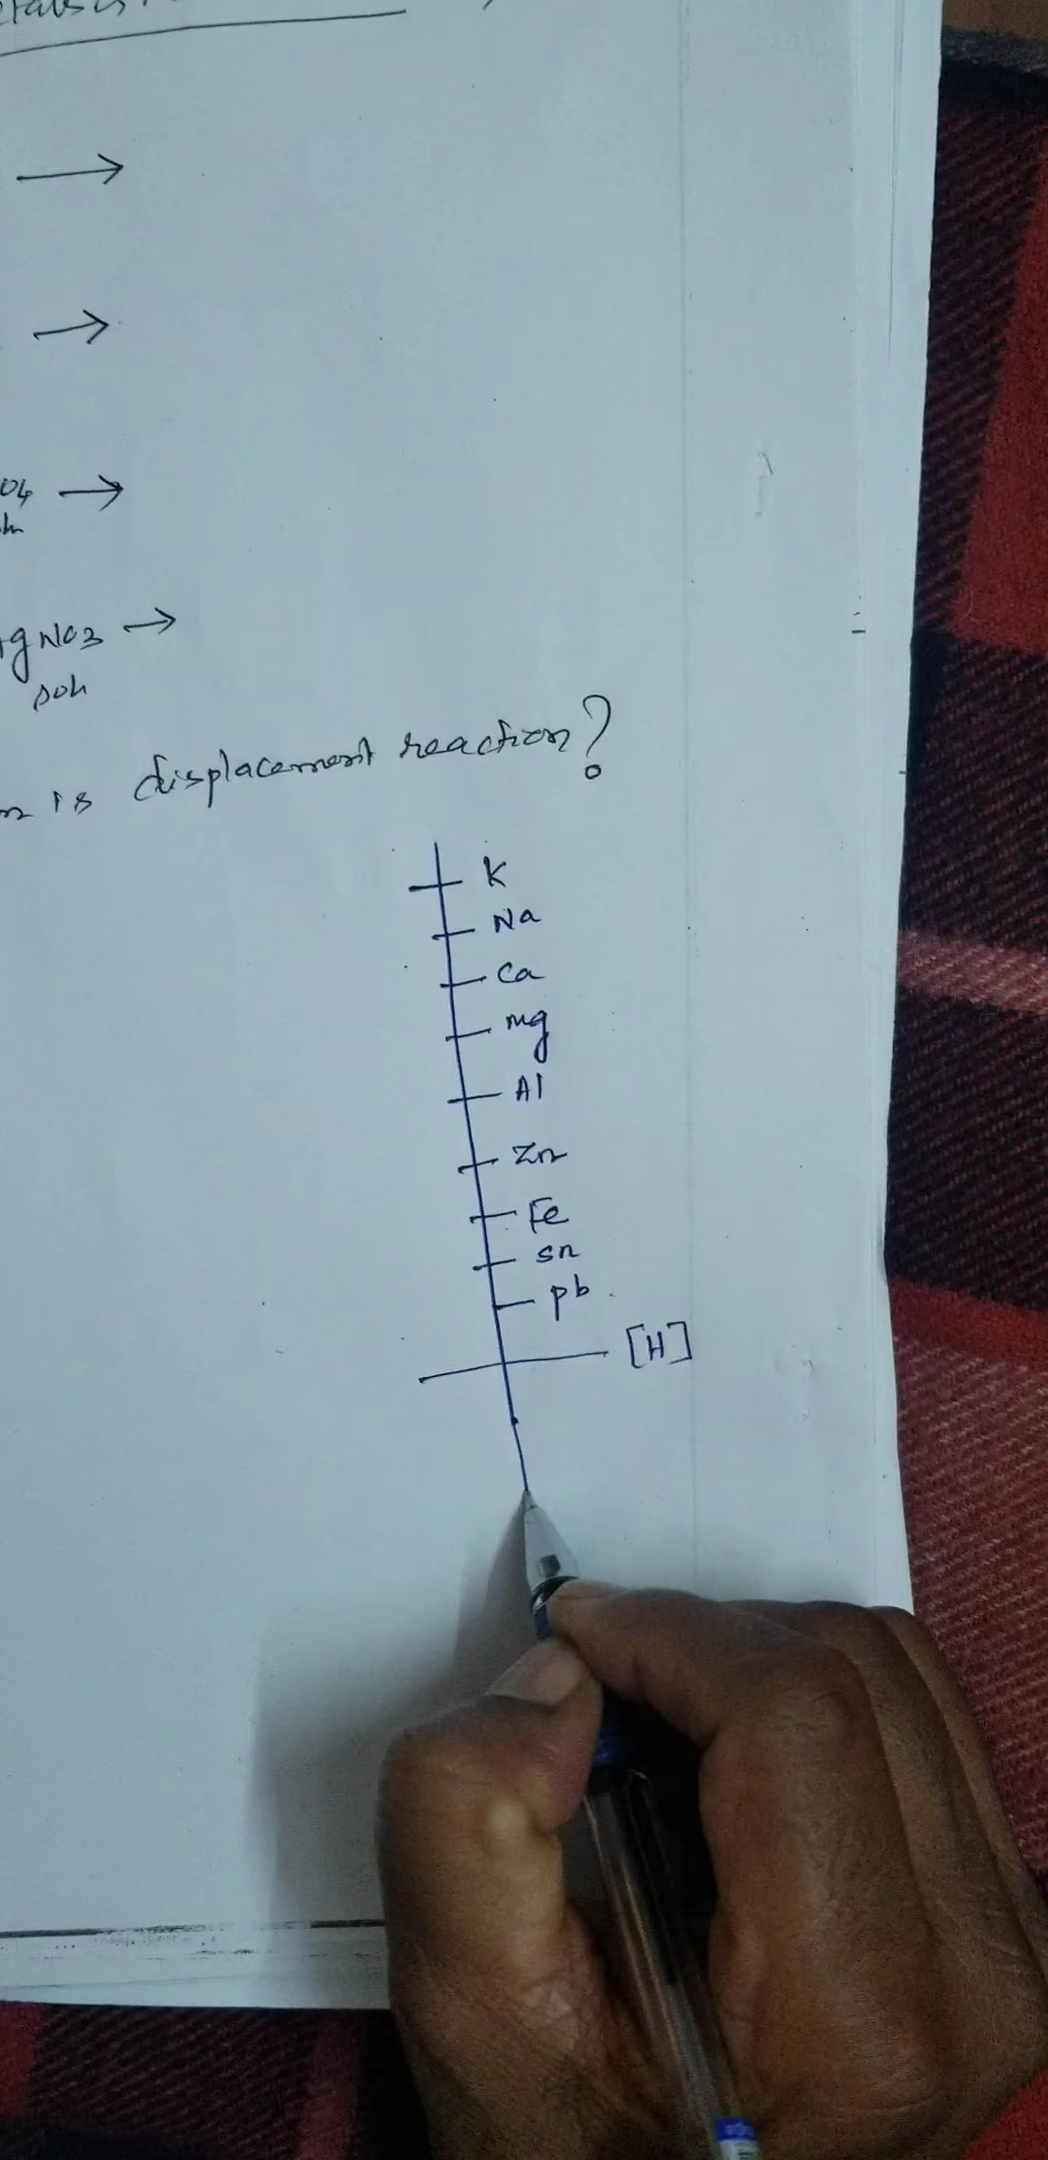 →
→
O4 →
gNO3 →
soln
is displacement reaction?
K
Na
Ca
mg
Al
Zn
Fe
sn
pb
[H]